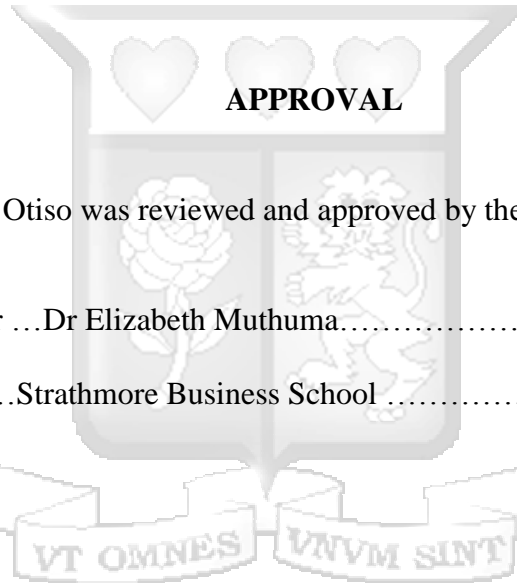 APPROVAL
Otiso was reviewed and approved by the
…Dr Elizabeth Muthuma………………
…Strathmore Business School …………
VT OMNES VNVM SINT